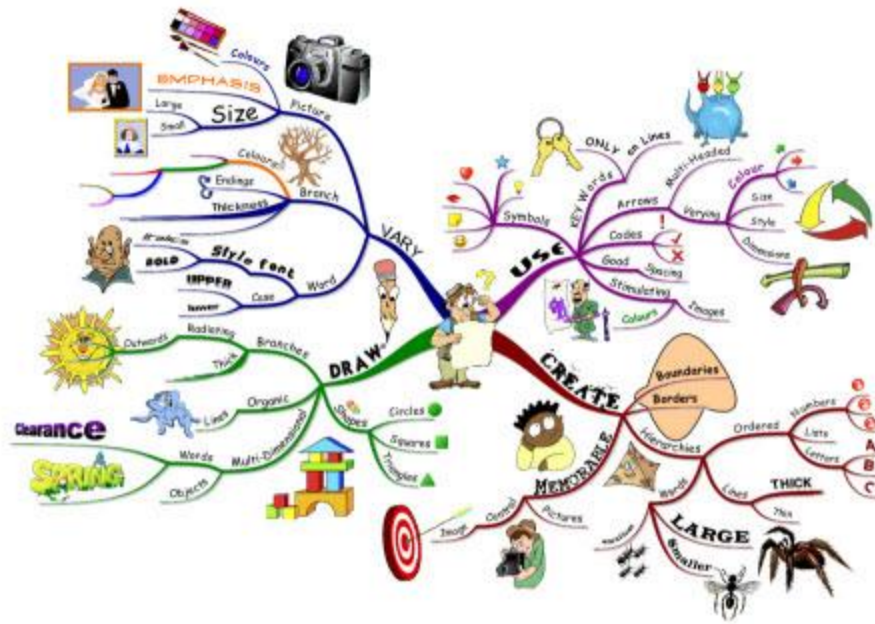 Colours
EMPHASIS
Large
Small
Size
Picture
Coloured
Endings
Thickness
Branch
BOLD
Style font
UPPER
lower
Case
Word
VARY
Outwards
Radiating
Thick
Branches
Lines
Organic
Clearance
SPRING
Words
Objects
Multi-Dimensional
Shapes
Circles
Squares
Triangles
DRAW
USE
Symbols
KEY Words
ONLY
on Lines
Arrows
Multi-Headed
Varying
Colour
Size
Style
Dimensions
Codes
Good
Spacing
Stimulating
Colours
Images
CREATE
Boundaries
Borders
Hierarchies
Ordered
Numbers
Lists
Letters
A
B
C
Lines
THICK
Thin
Words
LARGE
Smaller
MEMORABLE
Pictures
Central
Image